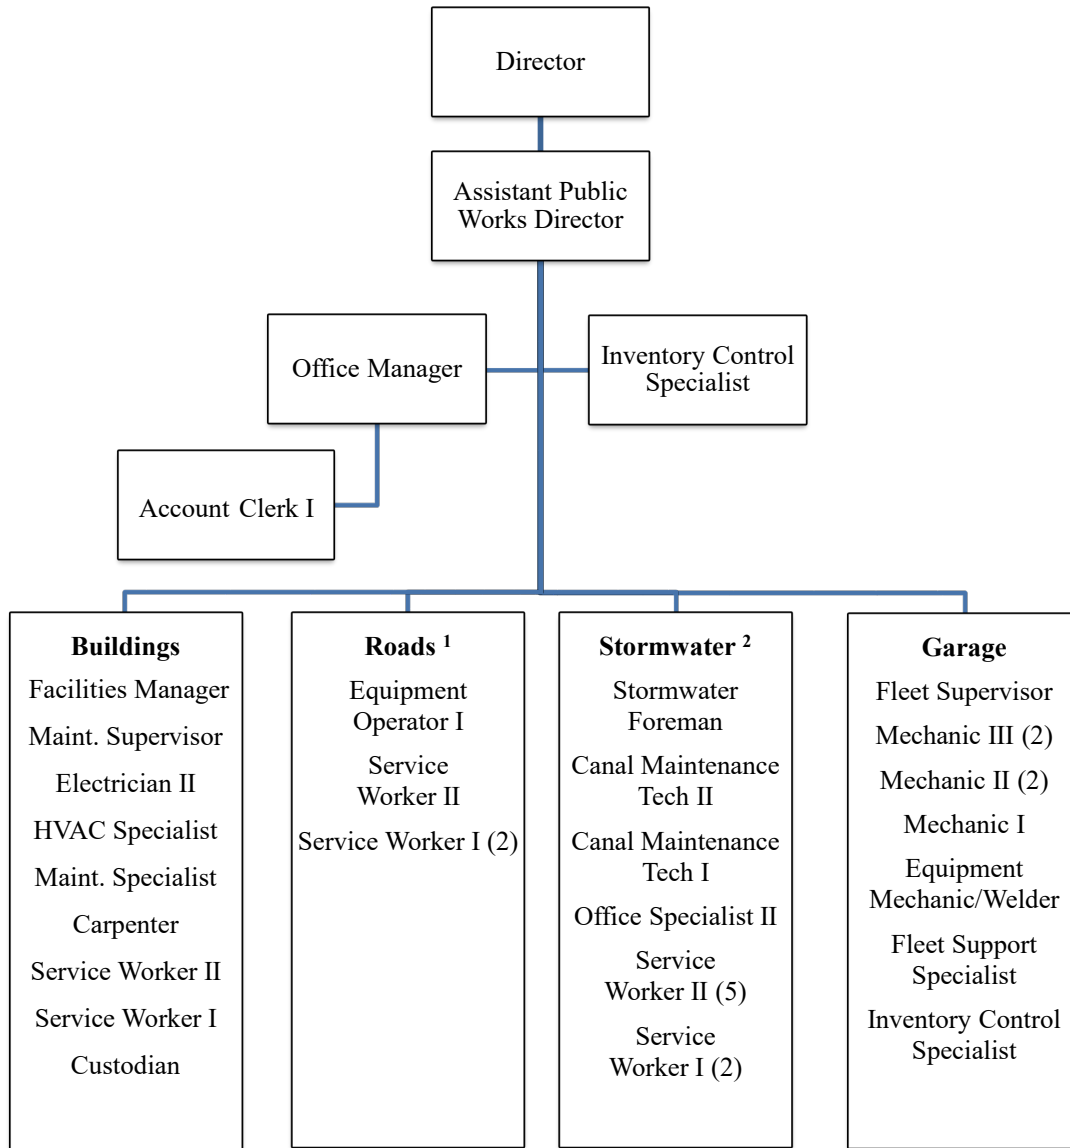 Director
Assistant Public
Works Director
Office Manager
Inventory Control
Specialist
Account Clerk I
Buildings
Facilities Manager
Maint. Supervisor
Electrician II
HVAC Specialist
Maint. Specialist
Carpenter
Service Worker II
Service Worker I
Custodian
Roads ¹
Equipment
Operator I
Service
Worker II
Service Worker I (2)
Stormwater ²
Stormwater
Foreman
Canal Maintenance
Tech II
Canal Maintenance
Tech I
Office Specialist II
Service
Worker II (5)
Service
Worker I (2)
Garage
Fleet Supervisor
Mechanic III (2)
Mechanic II (2)
Mechanic I
Equipment
Mechanic/Welder
Fleet Support
Specialist
Inventory Control
Specialist